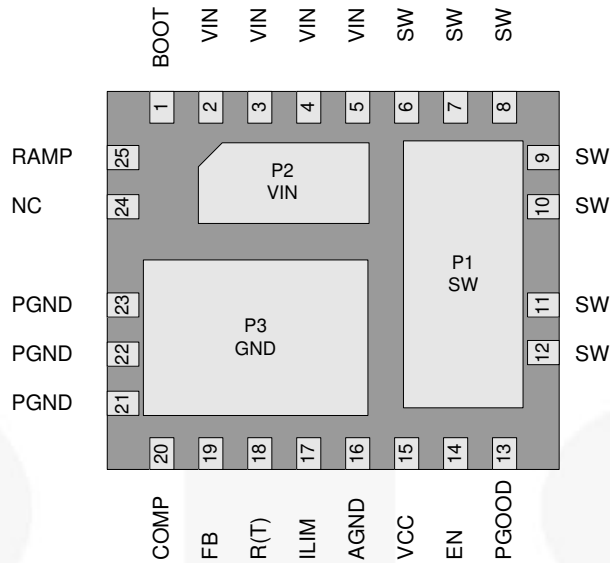 BOOT VIN VIN VIN VIN SW SW SW
1 2 3 4 5 6 7 8
RAMP 25
9 SW
P2
VIN
NC 24
10 SW
P1
SW
PGND 23
11 SW
P3
GND
PGND 22
12 SW
PGND 21
20 19 18 17 16 15 14 13
COMP FB R(T) ILIM AGND VCC EN PGOOD